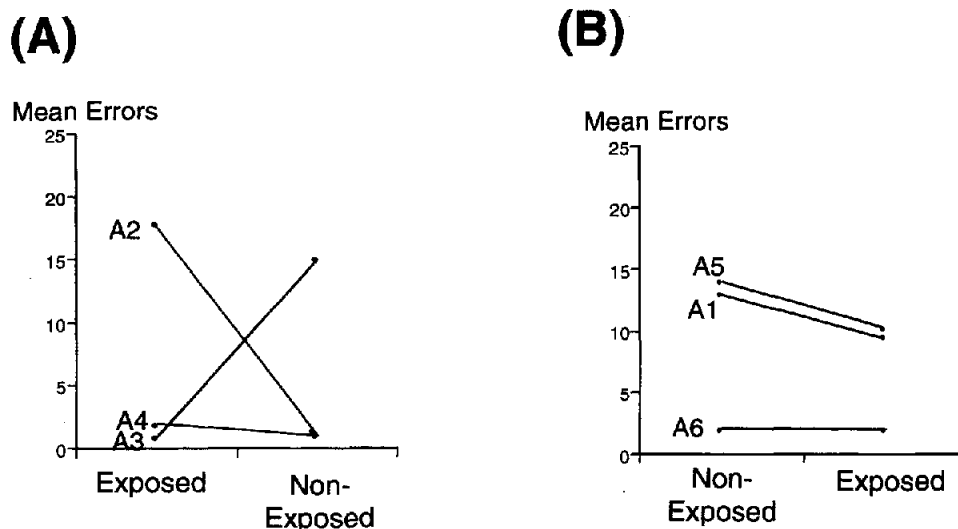 (A)
Mean Errors
25
20
15
10
5
0
A2
A4
A3
Exposed
Non-
Exposed
(B)
Mean Errors
25
20
15
10
5
0
A5
A1
A6
Non-
Exposed
Exposed